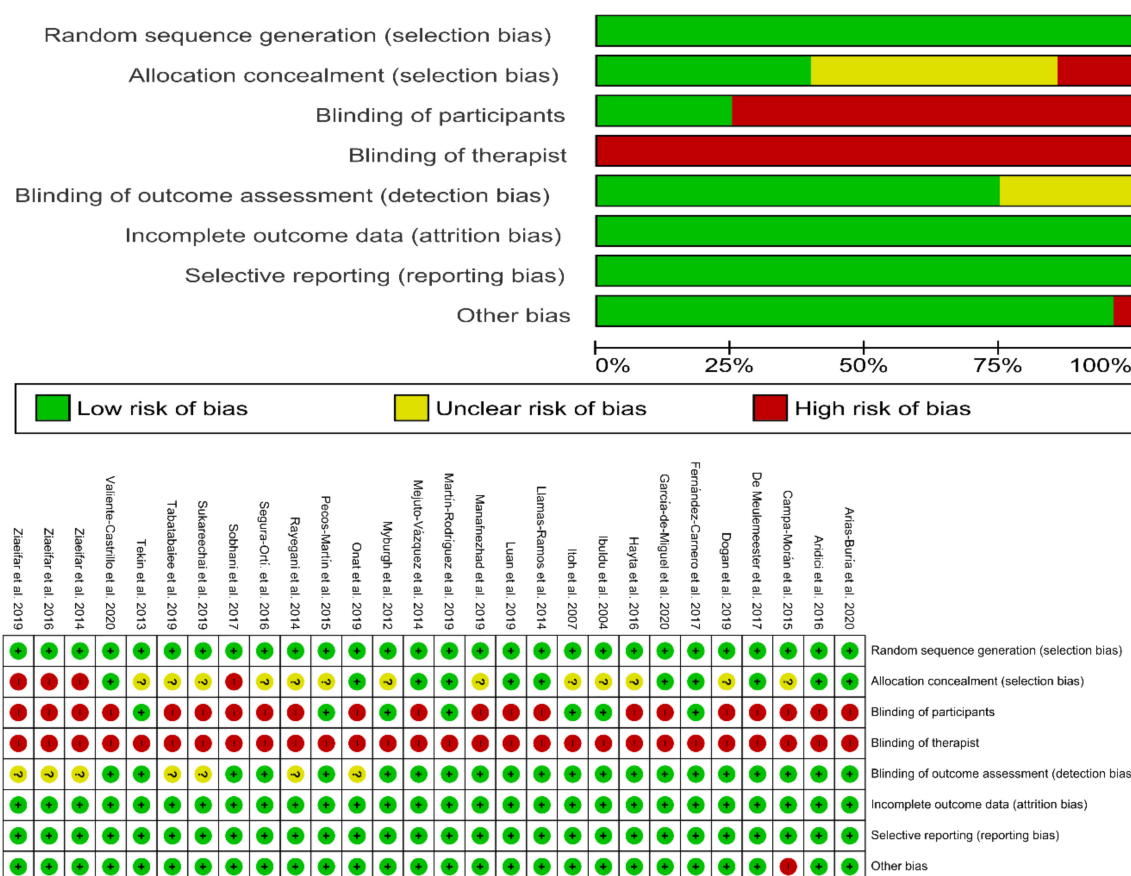 Random sequence generation (selection bias)
Allocation concealment (selection bias)
Blinding of participants
Blinding of therapist
Blinding of outcome assessment (detection bias)
Incomplete outcome data (attrition bias)
Selective reporting (reporting bias)
Other bias
0% 25% 50% 75% 100%
Low risk of bias Unclear risk of bias High risk of bias
Ziaeifar et al. 2019
Ziaeifar et al. 2016
Ziaeifar et al. 2014
Valiente-Castrillo et al. 2020
Tekin et al. 2013
Tabatabaiee et al. 2019
Sukareechai et al. 2019
Sobhani et al. 2017
Segura-Ortí. et al. 2016
Rayegani et al. 2014
Pecos-Martín et al. 2015
Onat et al. 2019
Myburgh et al. 2012
Mejuto-Vázquez et al. 2014
Martín-Rodríguez et al. 2019
Manafnezhad et al. 2019
Luan et al. 2019
Llamas-Ramos et al. 2014
Itoh et al. 2007
Ibuldu et al. 2004
Hayta et al. 2016
García-de-Miguel et al. 2020
Fernández-Carnero et al. 2017
Dogan et al. 2019
De Meulemeester et al. 2017
Campa-Morán et al. 2015
Aridici et al. 2016
Arias-Buría et al. 2020
Random sequence generation (selection bias)
+ + + + + + + + + + + + + + + + + + + + + + + + + + + +
Allocation concealment (selection bias)
- - - + ? ? ? - ? ? ? + ? + + ? + + ? ? ? + + ? + ? + +
Blinding of participants
- - - - + - - - - - + - + - + - - - + + - - + - - - - -
Blinding of therapist
- - - - - - - - - - - - - - - - - - - - - - - - - - - -
Blinding of outcome assessment (detection bias
? ? ? + + ? ? + + ? + ? + + + + + + + + + + + + + + + +
Incomplete outcome data (attrition bias)
+ + + + + + + + + + + + + + + + + + + + + + + + + + + +
Selective reporting (reporting bias)
+ + + + + + + + + + + + + + + + + + + + + + + + + + + +
Other bias
+ + + + + + + + + + + + + + + + + + + + + + + + + - + +